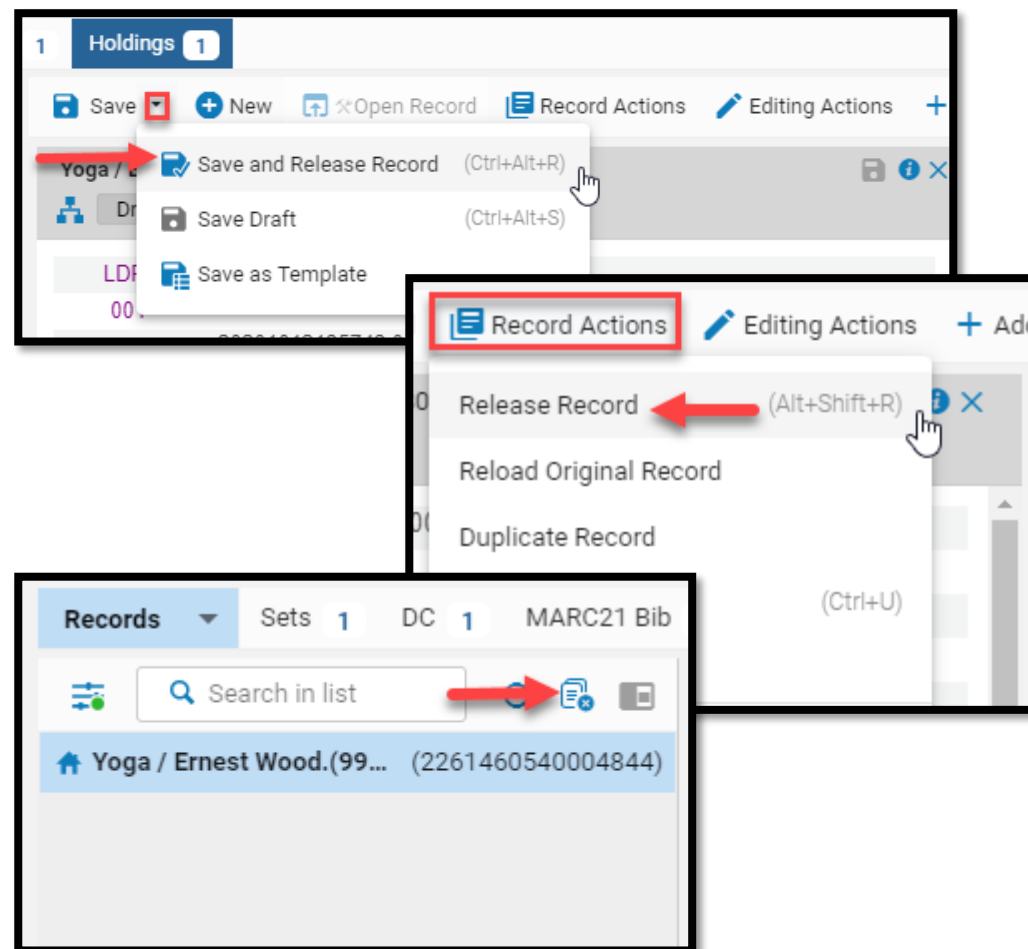 1 Holdings 1
Save New Open Record Record Actions Editing Actions +
Yoga /
Save and Release Record (Ctrl+Alt+R)
Save Draft (Ctrl+Alt+S)
Save as Template
Record Actions Editing Actions + Ad
Release Record (Alt+Shift+R)
Reload Original Record
Duplicate Record
(Ctrl+U)
Records Sets 1 DC 1 MARC21 Bib
Search in list
Yoga / Ernest Wood.(99... (2261460540004844)